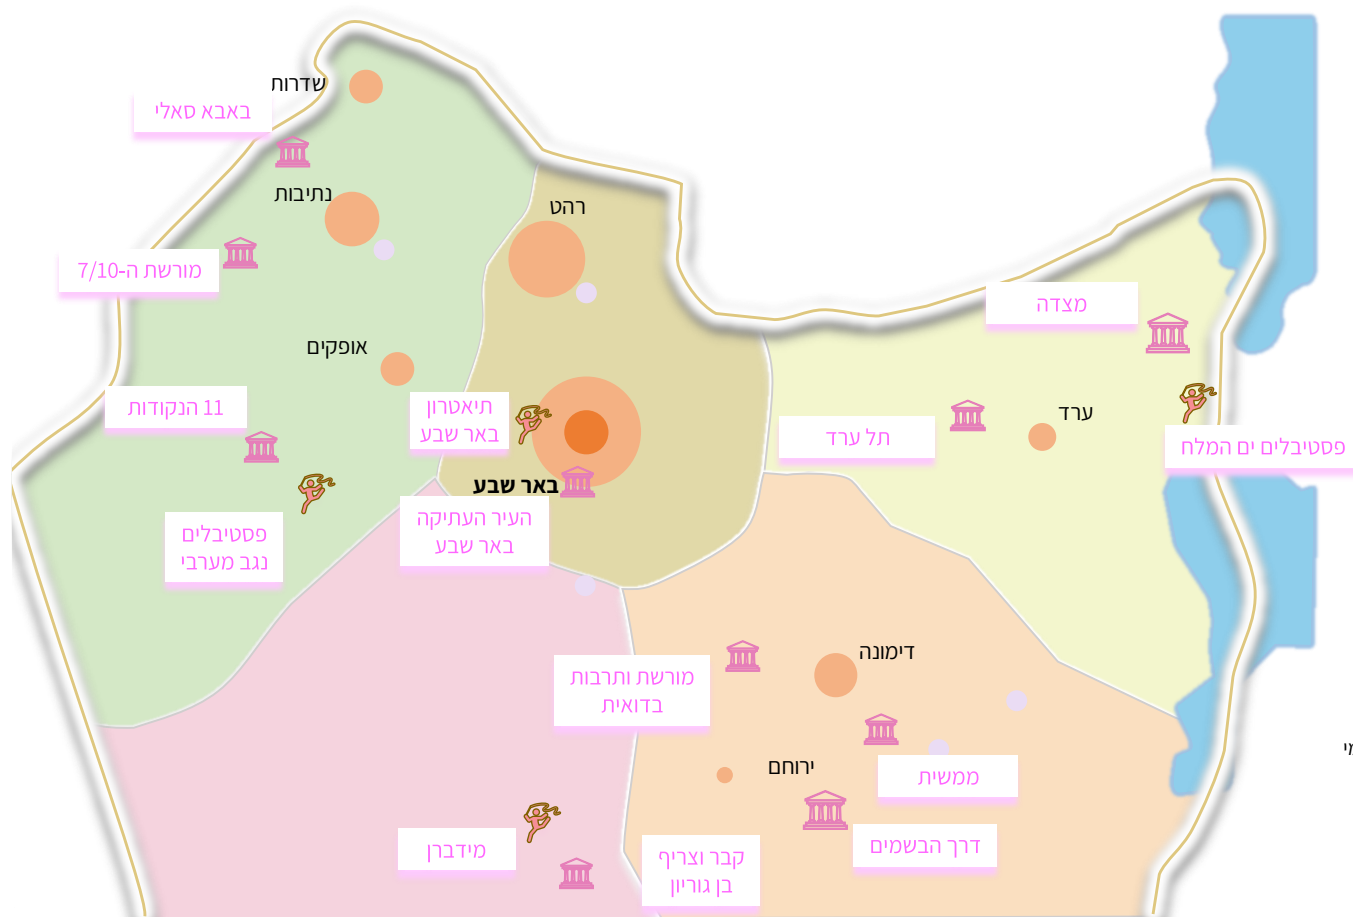 שדרות
באבא סאלי
נתיבות
רהט
מורשת ה-7/10
מצדה
אופקים
11 הנקודות
תיאטרון
באר שבע
תל ערד
ערד
פסטיבלים ים המלח
באר שבע
העיר העתיקה
באר שבע
פסטיבלים
נגב מערבי
דימונה
מורשת ותרבות
בדואית
ירוחם
ממשית
מידברן
קבר וצריף
בן גוריון
דרך הבשמים